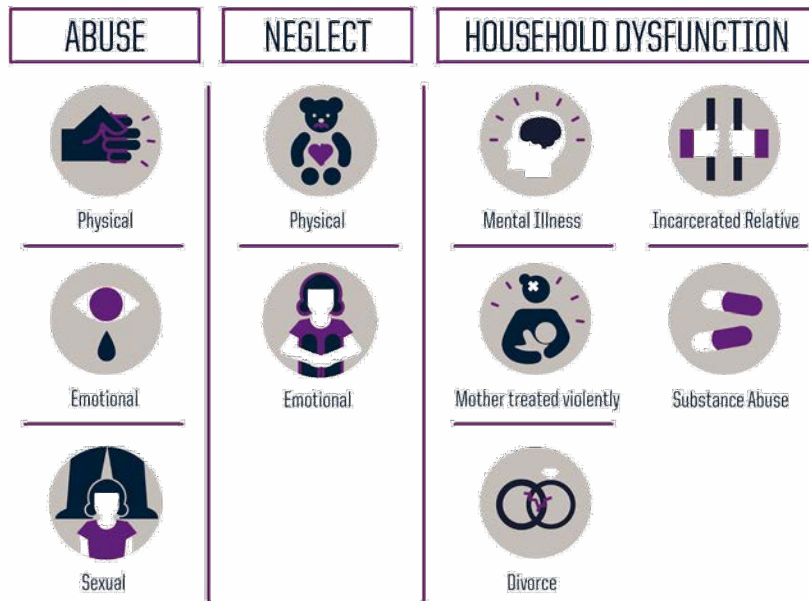 ABUSE
NEGLECT
HOUSEHOLD DYSFUNCTION
Physical
Emotional
Sexual
Physical
Emotional
Mental Illness
Incarcerated Relative
Mother treated violently
Substance Abuse
Divorce